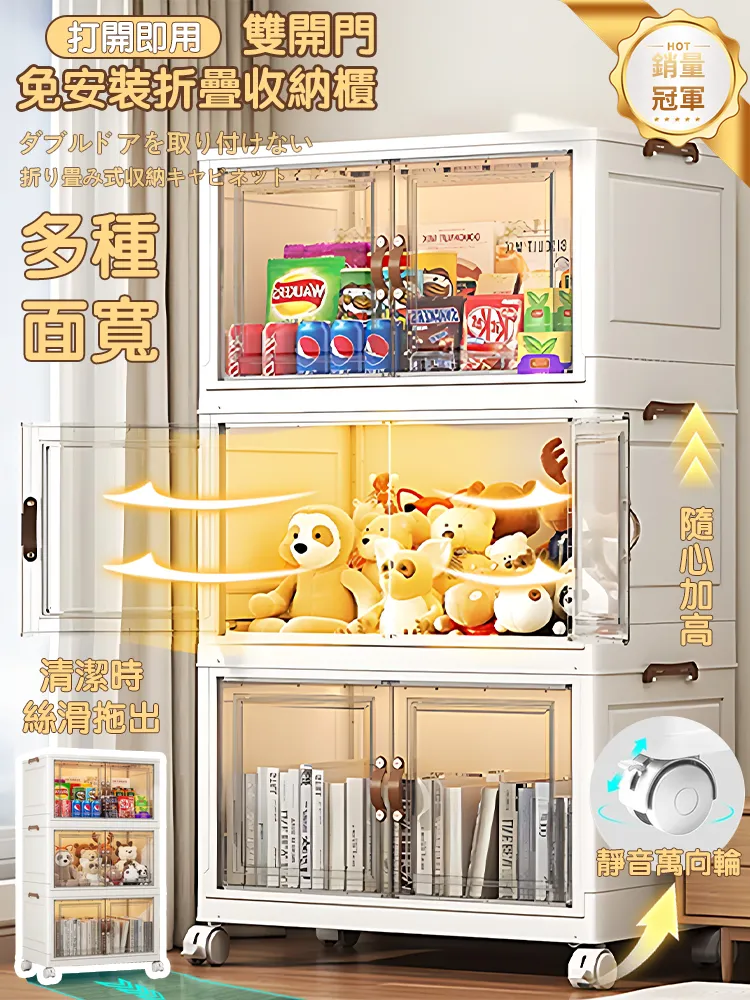 打開即用
雙開門
免安裝折疊收納櫃
ダブルドアを取り付けない
折り畳み式収納キャビネット
HOT
銷量
冠軍
多種
面寬
WALKERS
KitKat
隨心加高
清潔時
絲滑拖出
靜音萬向輪